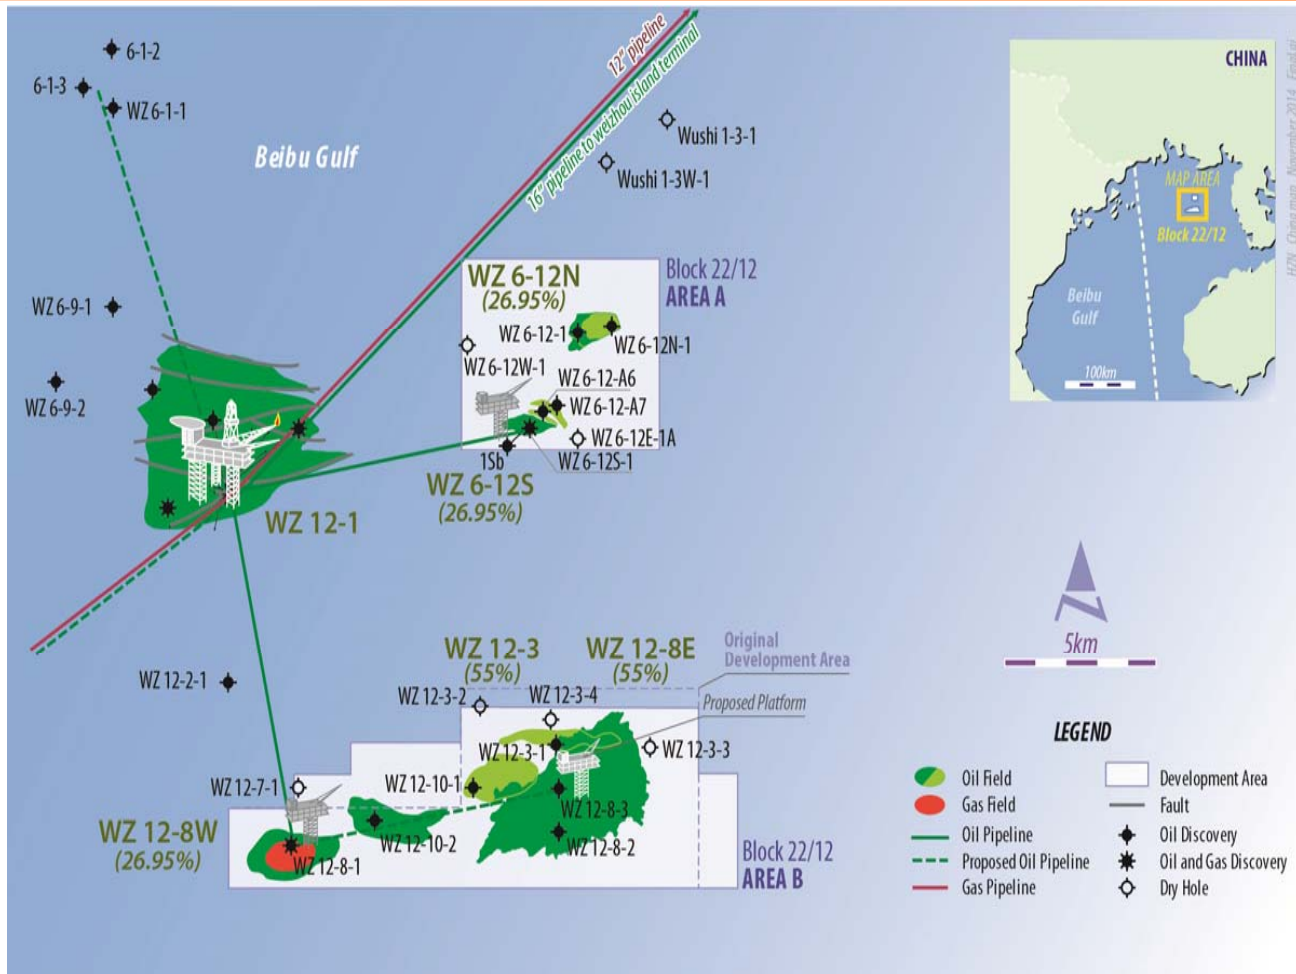 6-1-2
6-1-3
WZ 6-1-1
Beibu Gulf
12" pipeline
16" pipeline to weizhou island terminal
Wushi 1-3-1
Wushi 1-3W-1
CHINA
MAP AREA
Block 22/12
Beibu
Gulf
100km
HZN China map November 2014 Final.ai
WZ 6-9-1
WZ 6-9-2
WZ 6-12N
(26.95%)
Block 22/12
AREA A
WZ 6-12-1
WZ 6-12N-1
WZ 6-12W-1
WZ 6-12-A6
WZ 6-12-A7
WZ 6-12E-1A
1Sb
WZ 6-12S-1
WZ 6-12S
(26.95%)
WZ 12-1
5km
WZ 12-2-1
WZ 12-3
(55%)
WZ 12-8E
(55%)
Original
Development Area
WZ 12-3-2
WZ 12-3-4
Proposed Platform
WZ 12-3-1
WZ 12-3-3
WZ 12-7-1
WZ 12-10-1
WZ 12-8-3
WZ 12-8W
(26.95%)
WZ 12-10-2
WZ 12-8-2
WZ 12-8-1
Block 22/12
AREA B
LEGEND
Oil Field
Gas Field
Oil Pipeline
Proposed Oil Pipeline
Gas Pipeline
Development Area
Fault
Oil Discovery
Oil and Gas Discovery
Dry Hole